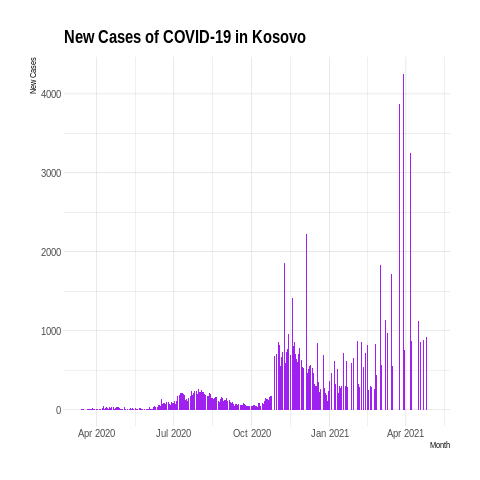 New Cases of COVID-19 in Kosovo
New Cases
4000
3000
2000
1000
0
Apr 2020 Jul 2020 Oct 2020 Jan 2021 Apr 2021
Month